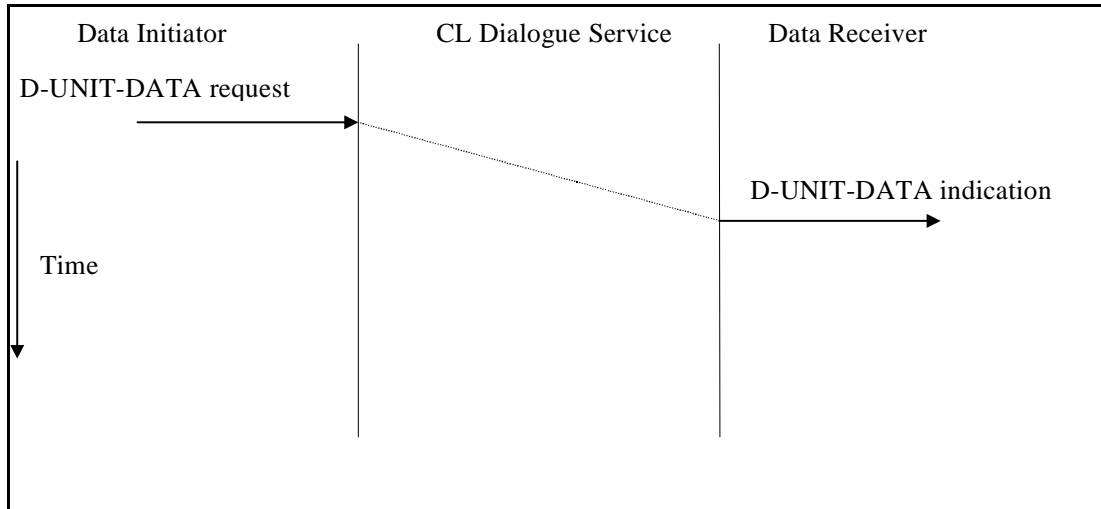 Data Initiator
CL Dialogue Service
Data Receiver
D-UNIT-DATA request
D-UNIT-DATA indication
Time